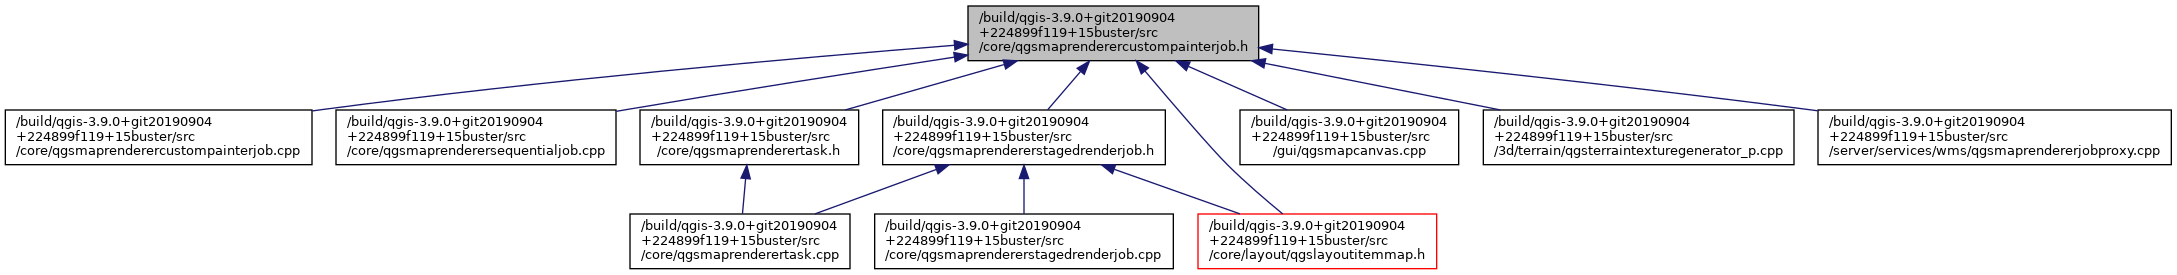 /build/qgis-3.9.0+git20190904
+224899f119+15buster/src
/core/qgsmaprenderercustompainterjob.h
/build/qgis-3.9.0+git20190904
+224899f119+15buster/src
/core/qgsmaprenderercustompainterjob.cpp
/build/qgis-3.9.0+git20190904
+224899f119+15buster/src
/core/qgsmaprenderersequentialjob.cpp
/build/qgis-3.9.0+git20190904
+224899f119+15buster/src
/core/qgsmaprenderertask.h
/build/qgis-3.9.0+git20190904
+224899f119+15buster/src
/core/qgsmaprendererstagedrenderjob.h
/build/qgis-3.9.0+git20190904
+224899f119+15buster/src/
gui/qgsmapcanvas.cpp
/build/qgis-3.9.0+git20190904
+224899f119+15buster/src
/3d/terrain/qgsterraintexturegenerator_p.cpp
/build/qgis-3.9.0+git20190904
+224899f119+15buster/src
/server/services/wms/qgsmaprendererjobproxy.cpp
/build/qgis-3.9.0+git20190904
+224899f119+15buster/src
/core/qgsmaprenderertask.cpp
/build/qgis-3.9.0+git20190904
+224899f119+15buster/src
/core/qgsmaprendererstagedrenderjob.cpp
/build/qgis-3.9.0+git20190904
+224899f119+15buster/src
/core/layout/qgslayoutitemmap.h